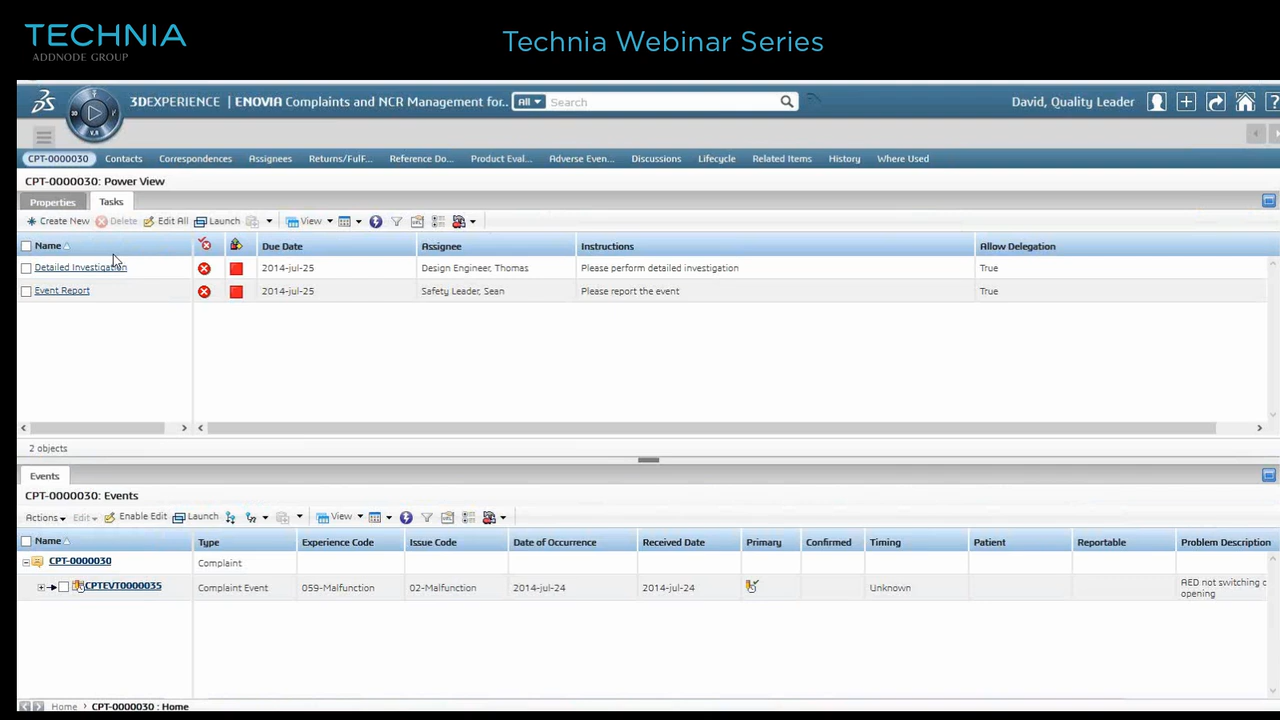 TECHNIA
ADDNODE GROUP
Technia Webinar Series
3DEXPERIENCE | ENOVIA Complaints and NCR Management for..
All
Search
David, Quality Leader
CPT-0000030 Contacts Correspondences Assignees Returns/FulF... Reference Do... Product Eval... Adverse Even... Discussions Lifecycle Related Items History Where Used
CPT-0000030: Power View
Properties Tasks
Create New Delete Edit All Launch View
Name Due Date Assignee Instructions Allow Delegation
Detailed Investigation 2014-jul-25 Design Engineer, Thomas Please perform detailed investigation True
Event Report 2014-jul-25 Safety Leader, Sean Please report the event True
2 objects
Events
CPT-0000030: Events
Actions Edit Enable Edit Launch View
Name Type Experience Code Issue Code Date of Occurrence Received Date Primary Confirmed Timing Patient Reportable Problem Description
CPT-0000030 Complaint
CPTEVT0000035 Complaint Event 059-Malfunction 02-Malfunction 2014-jul-24 2014-jul-24 Unknown AED not switching
opening
Home > CPT-0000030 : Home